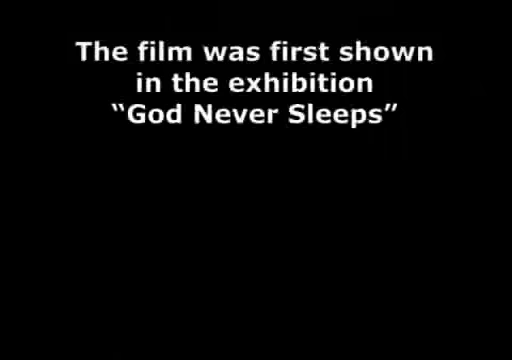 The film was first shown
in the exhibition
“God Never Sleeps”